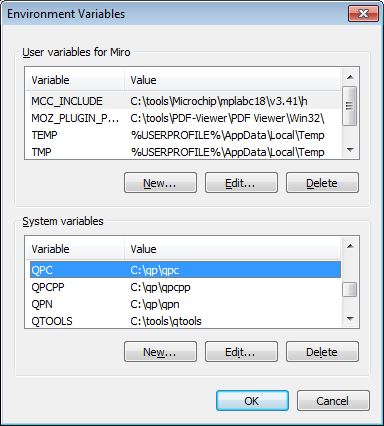 Environment Variables
User variables for Miro
Variable Value
MCC_INCLUDE C:\tools\Microchip\mplabc18\v3.41\h
MOZ_PLUGIN_P... C:\tools\PDF-Viewer\PDF Viewer\Win32\
TEMP %USERPROFILE%\AppData\Local\Temp
TMP %USERPROFILE%\AppData\Local\Temp
New... Edit... Delete
System variables
Variable Value
QPC C:\qp\qpc
QPCPP C:\qp\qpcpp
QPN C:\qp\qpn
QTOOLS C:\tools\qtools
New... Edit... Delete
OK Cancel